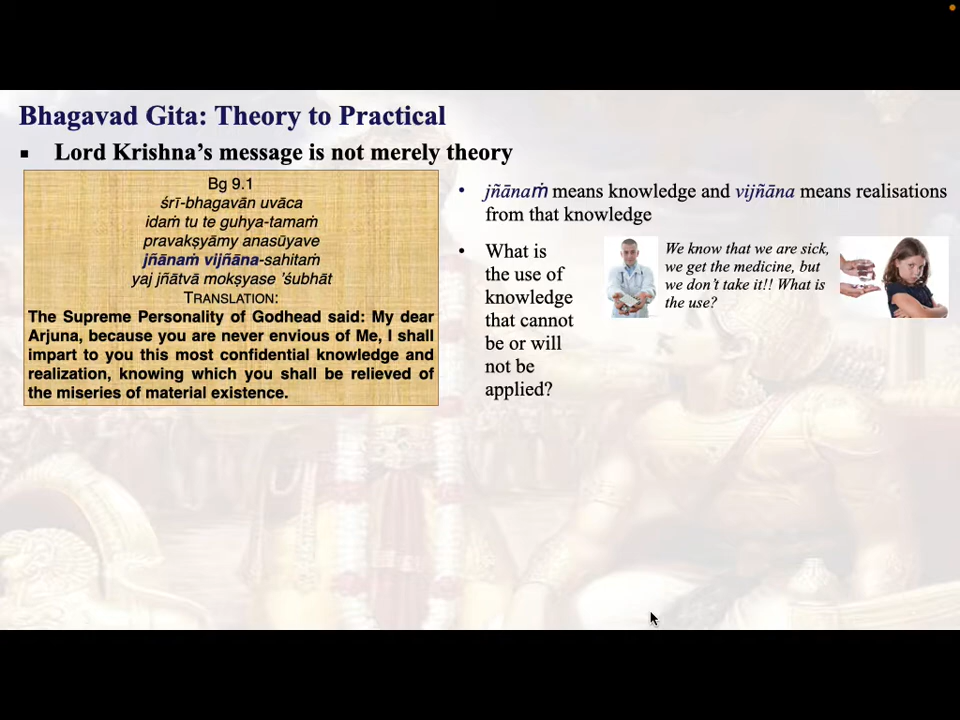 Bhagavad Gita: Theory to Practical
▪ Lord Krishna's message is not merely theory
Bg 9.1
śrī-bhagavān uvāca
idaṁ tu te guhya-tamaṁ
pravakṣyāmy anasūyave
jñānaṁ vijñāna-sahitaṁ
yaj jñātvā mokṣyase 'śubhāt
TRANSLATION:
The Supreme Personality of Godhead said: My dear
Arjuna, because you are never envious of Me, I shall
impart to you this most confidential knowledge and
realization, knowing which you shall be relieved of
the miseries of material existence.
• jñānaṁ means knowledge and vijñāna means realisations
from that knowledge
• What is
the use of
knowledge
that cannot
be or will
not be
applied?
We know that we are sick,
we get the medicine, but
we don't take it!! What is
the use?